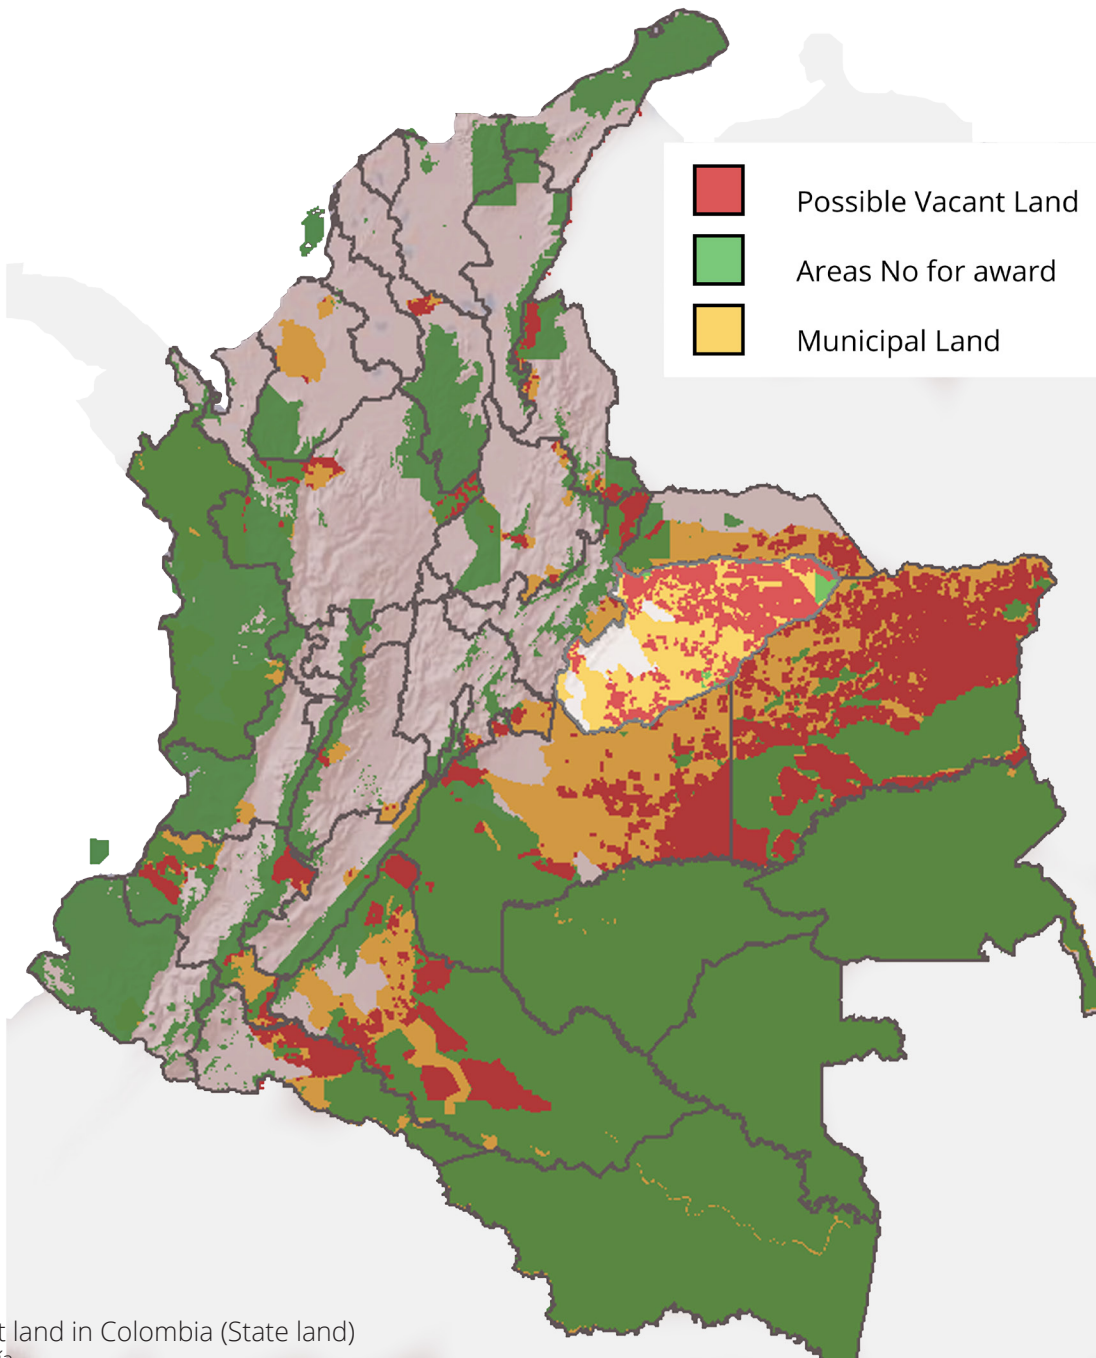 Possible Vacant Land
Areas No for award
Municipal Land
land in Colombia (State land)